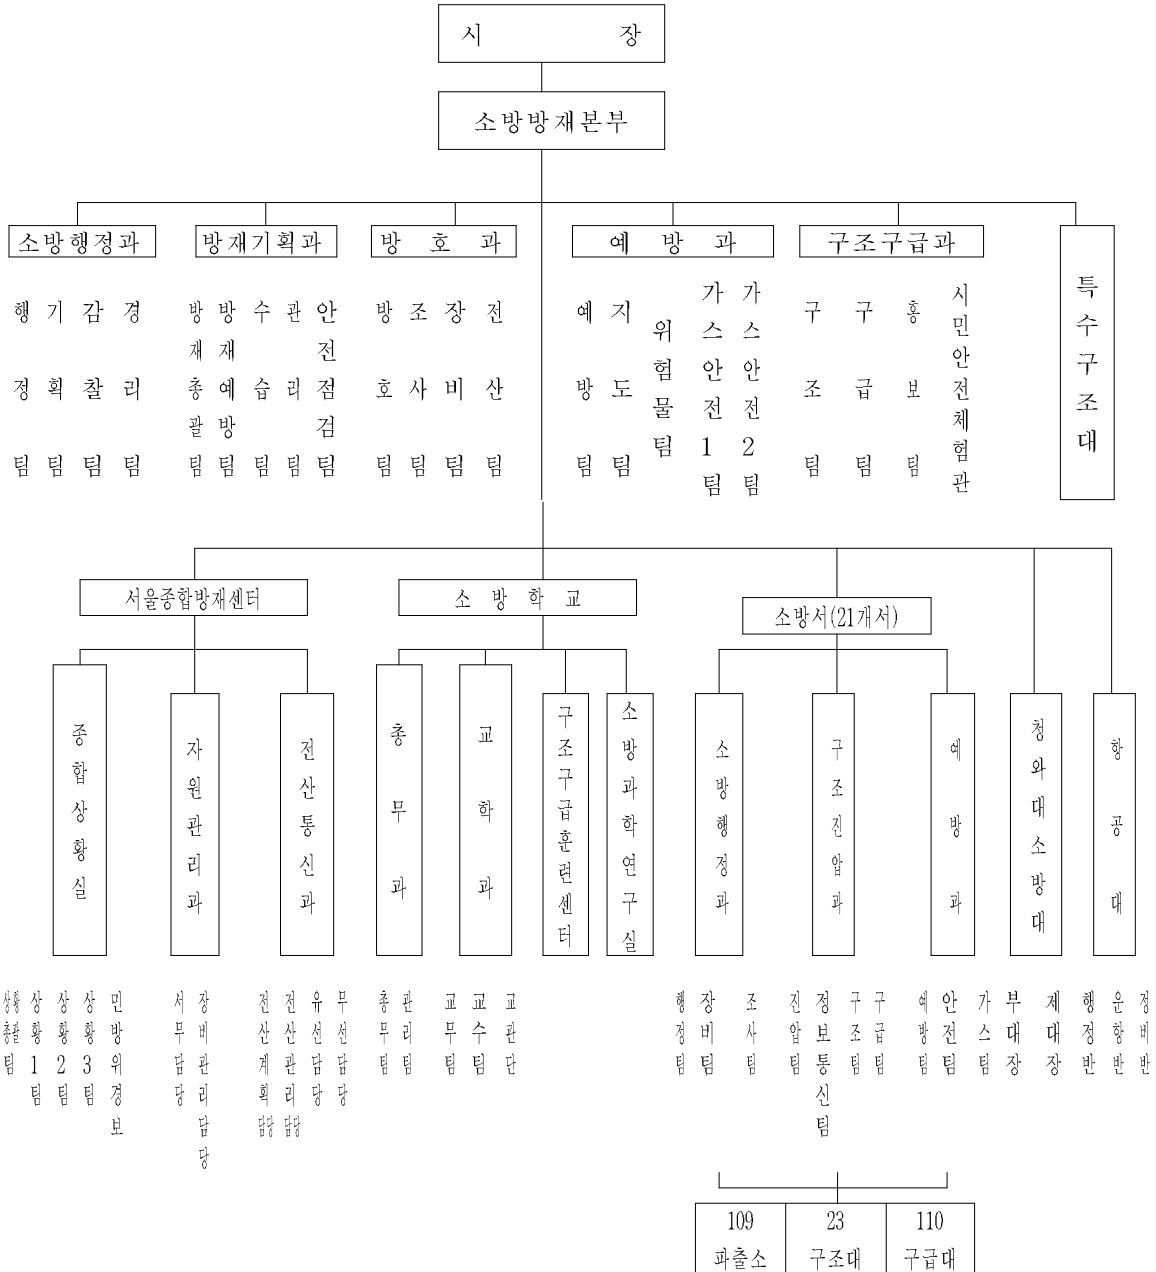 시 장
소방방재본부
소방행정과
방재기획과
방 호 과
예 방 과
구조구급과
특수구조대
행정팀
기획팀
감찰팀
경리팀
방재총괄팀
방재예방팀
수습팀
관리팀
안전점검팀
방호팀
조사팀
장비팀
전산팀
예방팀
지도팀
위험물팀
가스안전1팀
가스안전2팀
구조팀
구급팀
홍보팀
시민안전체험관
서울종합방재센터
소 방 학 교
소방서(21개서)
종합상황실
자원관리과
전산통신과
총무과
교학과
구조구급훈련센터
소방과학연구실
소방행정과
구조진압과
예방과
청와대소방대
항공대
상황총괄팀
상황1팀
상황2팀
상황3팀
민방위경보
서무담당
장비관리담당
전산계획담당
전산관리담당
유선담당
무선담당
총무팀
관리팀
교무팀
교수팀
교관단
행정팀
장비팀
조사팀
진압팀
정보통신팀
구조팀
구급팀
예방팀
안전팀
가스팀
부대장
제대장
행정반
운항반
정비반
109
파출소
23
구조대
110
구급대